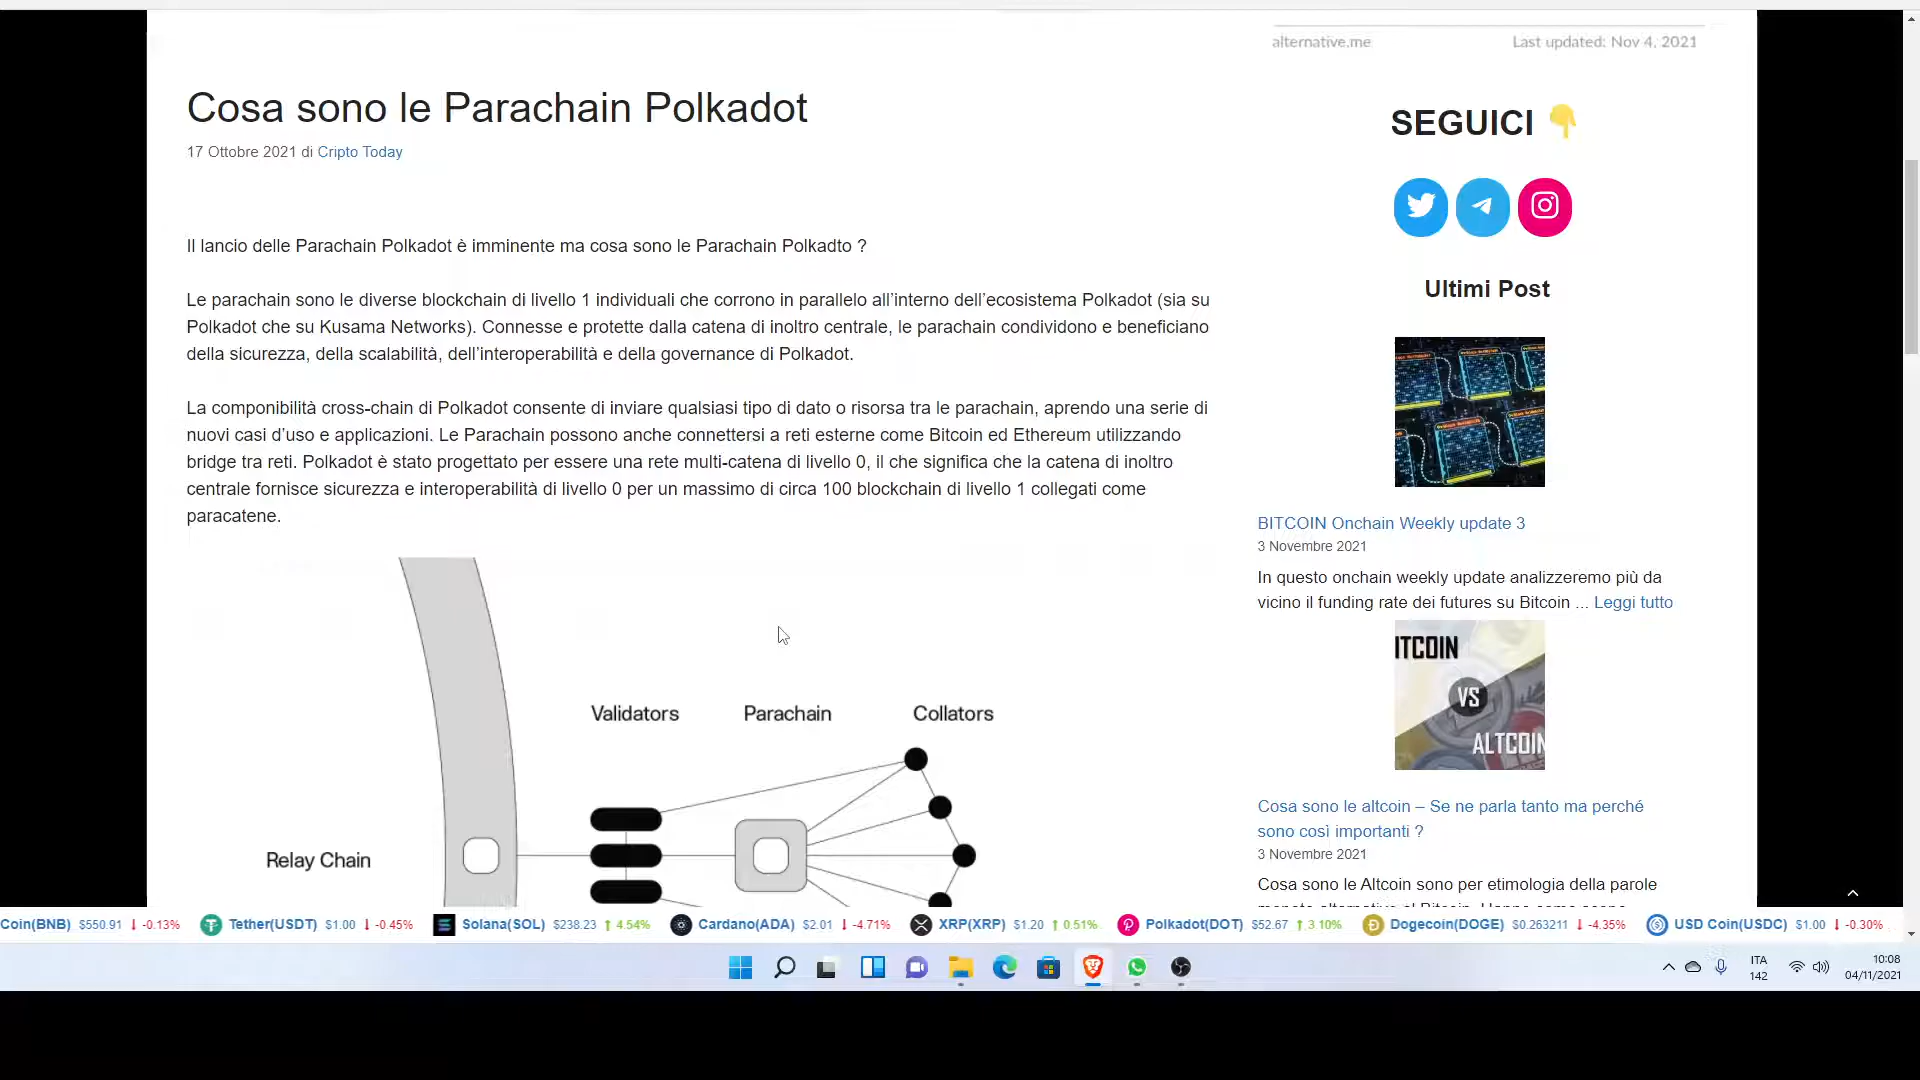 alternative.me
Last updated: Nov 4, 2021
Cosa sono le Parachain Polkadot
17 Ottobre 2021 di Cripto Today
Il lancio delle Parachain Polkadot è imminente ma cosa sono le Parachain Polkadto ?
Le parachain sono le diverse blockchain di livello 1 individuali che corrono in parallelo all'interno dell'ecosistema Polkadot (sia su
Polkadot che su Kusama Networks). Connesse e protette dalla catena di inoltro centrale, le parachain condividono e beneficiano
della sicurezza, della scalabilità, dell'interoperabilità e della governance di Polkadot.
La componibilità cross-chain di Polkadot consente di inviare qualsiasi tipo di dato o risorsa tra le parachain, aprendo una serie di
nuovi casi d'uso e applicazioni. Le Parachain possono anche connettersi a reti esterne come Bitcoin ed Ethereum utilizzando
bridge tra reti. Polkadot è stato progettato per essere una rete multi-catena di livello 0, il che significa che la catena di inoltro
centrale fornisce sicurezza e interoperabilità di livello 0 per un massimo di circa 100 blockchain di livello 1 collegati come
paracatene.
Validators
Parachain
Collators
Relay Chain
SEGUICI 👇
Ultimi Post
BITCOIN Onchain Weekly update 3
3 Novembre 2021
In questo onchain weekly update analizzeremo più da
vicino il funding rate dei futures su Bitcoin ... Leggi tutto
ITCOIN
VS
ALTCOIN
Cosa sono le altcoin – Se ne parla tanto ma perché
sono così importanti ?
3 Novembre 2021
Cosa sono le Altcoin sono per etimologia della parole
Coin(BNB) $550.91 ↓ -0.13% Tether(USDT) $1.00 ↓ -0.45% Solana(SOL) $238.23 ↑ 4.54% Cardano(ADA) $2.01 ↓ -4.71% XRP(XRP) $1.20 ↑ 0.51% Polkadot(DOT) $52.67 ↑ 3.10% Dogecoin(DOGE) $0.263211 ↓ -4.35% USD Coin(USDC) $1.00 ↓ -0.30%
ITA
142
10:08
04/11/2021